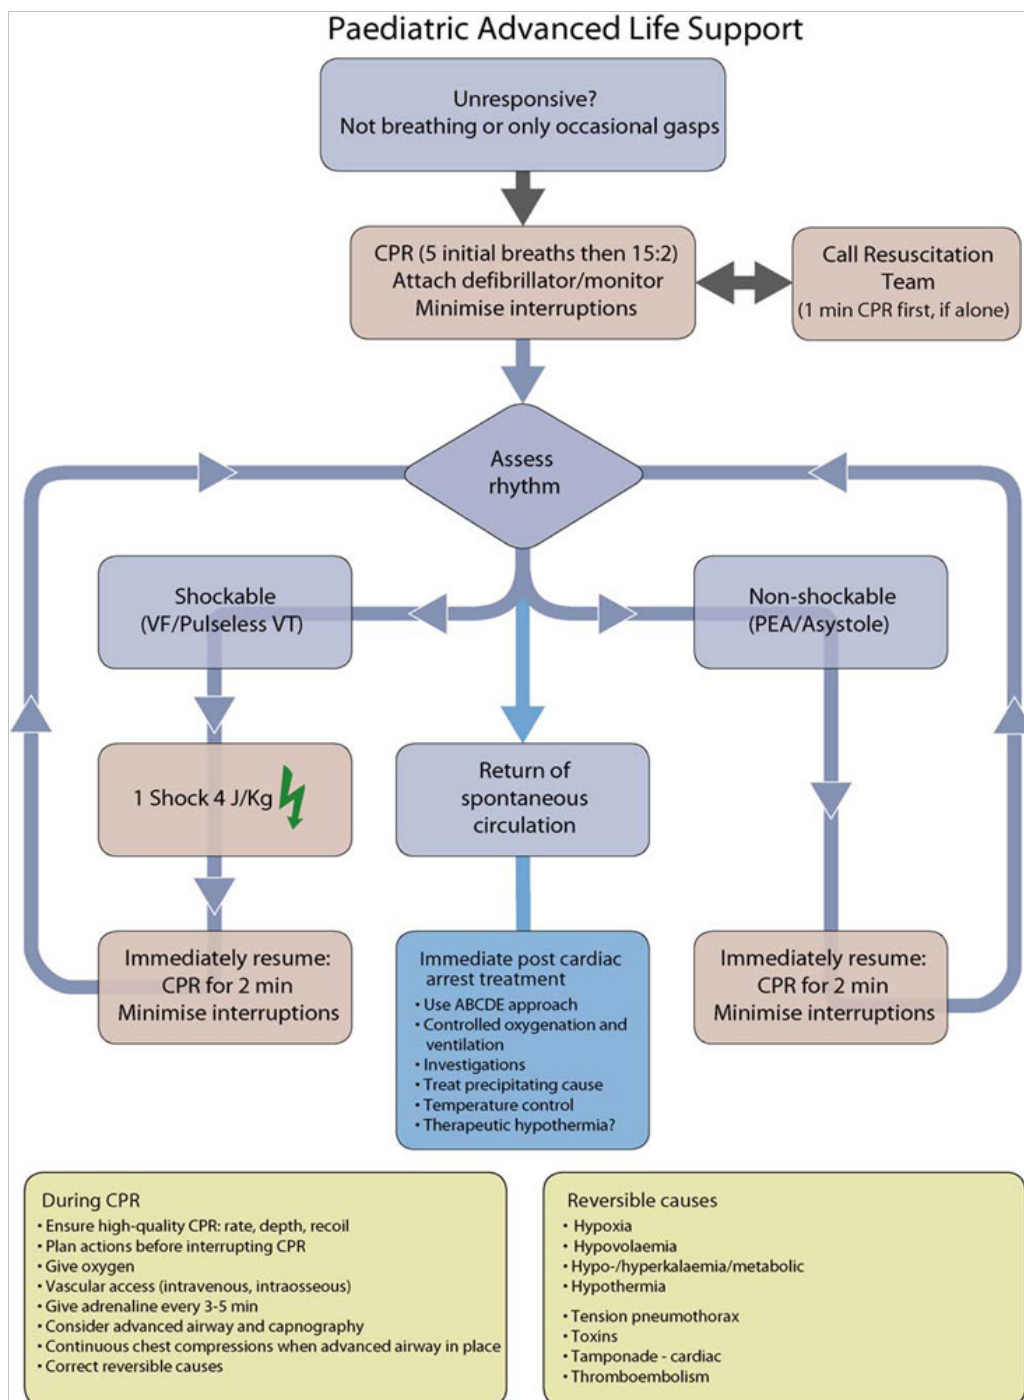 Paediatric Advanced Life Support
Unresponsive?
Not breathing or only occasional gasps
CPR (5 initial breaths then 15:2)
Attach defibrillator/monitor
Minimise interruptions
Call Resuscitation
Team
(1 min CPR first, if alone)
Assess
rhythm
Shockable
(VF/Pulseless VT)
Non-shockable
(PEA/Asystole)
1 Shock 4 J/Kg
Return of
spontaneous
circulation
Immediately resume:
CPR for 2 min
Minimise interruptions
Immediate post cardiac
arrest treatment
• Use ABCDE approach
• Controlled oxygenation and
ventilation
• Investigations
• Treat precipitating cause
• Temperature control
• Therapeutic hypothermia?
Immediately resume:
CPR for 2 min
Minimise interruptions
During CPR
• Ensure high-quality CPR: rate, depth, recoil
• Plan actions before interrupting CPR
• Give oxygen
• Vascular access (intravenous, intraosseous)
• Give adrenaline every 3-5 min
• Consider advanced airway and capnography
• Continuous chest compressions when advanced airway in place
• Correct reversible causes
Reversible causes
• Hypoxia
• Hypovolaemia
• Hypo-/hyperkalaemia/metabolic
• Hypothermia
• Tension pneumothorax
• Toxins
• Tamponade - cardiac
• Thromboembolism